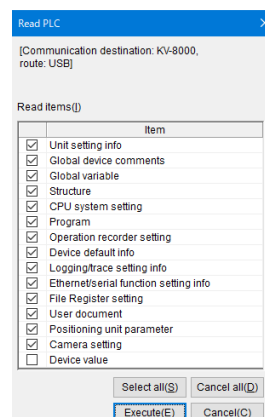 Read PLC
[Communication destination: KV-8000,
route: USB]
Read items(I)
Item
Unit setting info
Global device comments
Global variable
Structure
CPU system setting
Program
Operation recorder setting
Device default info
Logging/trace setting info
Ethernet/serial function setting info
File Register setting
User document
Positioning unit parameter
Camera setting
Device value
Select all(S) Cancel all(D)
Execute(E) Cancel(C)